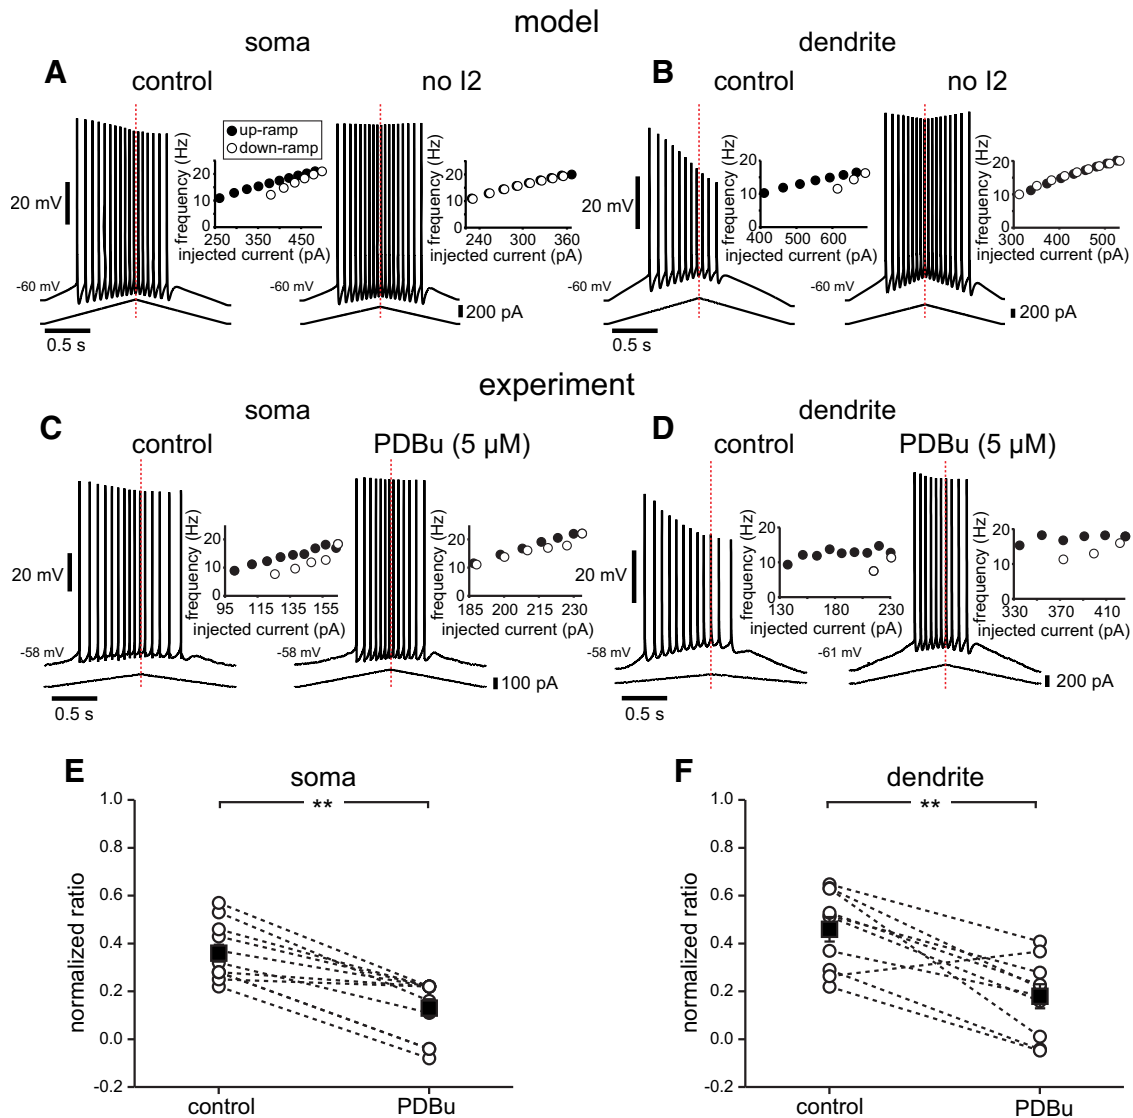 model
soma
dendrite
A
control
no I2
B
control
no I2
up-ramp
down-ramp
frequency (Hz)
20
10
0
250 350 450
injected current (pA)
frequency (Hz)
20
10
0
240 280 320 360
injected current (pA)
frequency (Hz)
20
10
0
400 500 600
injected current (pA)
frequency (Hz)
20
10
0
300 400 500
injected current (pA)
20 mV
20 mV
-60 mV
-60 mV
-60 mV
-60 mV
200 pA
200 pA
0.5 s
0.5 s
experiment
soma
dendrite
C
control
PDBu (5 µM)
D
control
PDBu (5 µM)
frequency (Hz)
20
10
0
95 115 135 155
injected current (pA)
frequency (Hz)
20
10
0
185 200 215 230
injected current (pA)
frequency (Hz)
20
10
0
130 180 230
injected current (pA)
frequency (Hz)
20
10
0
330 370 410
injected current (pA)
20 mV
20 mV
-58 mV
-58 mV
-58 mV
-61 mV
100 pA
200 pA
0.5 s
0.5 s
E
soma
**
normalized ratio
1.0
0.8
0.6
0.4
0.2
0.0
-0.2
control
PDBu
F
dendrite
**
normalized ratio
1.0
0.8
0.6
0.4
0.2
0.0
-0.2
control
PDBu